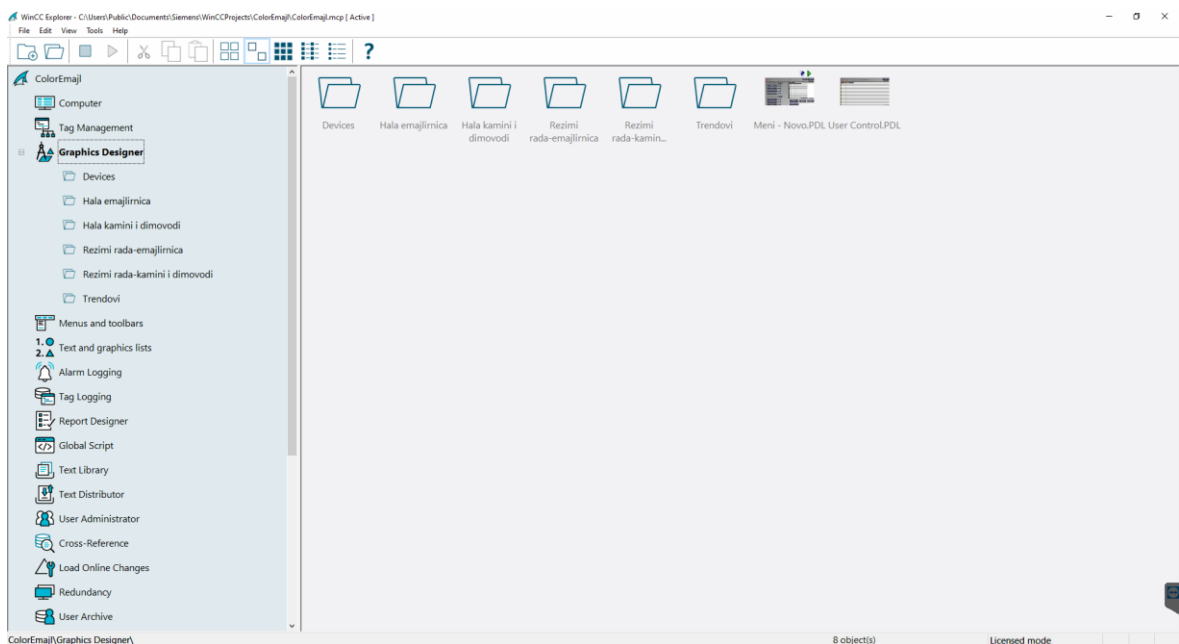 WinCC Explorer - C:\Users\Public\Documents\Siemens\WinCCProjects\ColorEmajl\ColorEmajl.mcp [ Active ]
File Edit View Tools Help
ColorEmajl
Computer
Tag Management
Graphics Designer
Devices
Hala emajlirnica
Hala kamini i dimovodi
Rezimi rada-emajlirnica
Rezimi rada-kamini i dimovodi
Trendovi
Menus and toolbars
1.
2.
Text and graphics lists
Alarm Logging
Tag Logging
Report Designer
Global Script
Text Library
Text Distributor
User Administrator
Cross-Reference
Load Online Changes
Redundancy
User Archive
Devices
Hala emajlirnica
Hala kamini i
dimovodi
Rezimi
rada-emajlirnica
Rezimi
rada-kamin...
Trendovi
Meni - Novo.PDL
User Control.PDL
ColorEmajl\Graphics Designer\
8 object(s)
Licensed mode